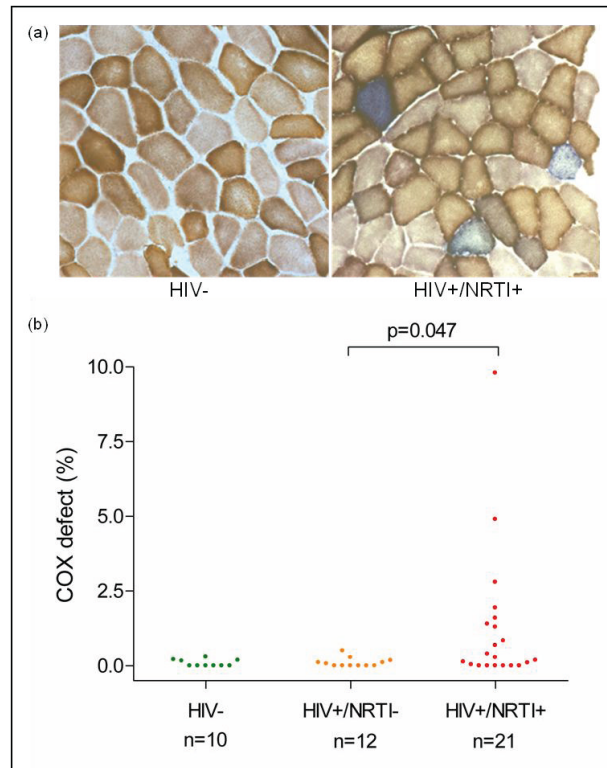 (a)
HIV- HIV+/NRTI+
(b)
p=0.047
10.0
7.5
5.0
2.5
0.0
COX defect (%)
HIV- HIV+/NRTI- HIV+/NRTI+
n=10 n=12 n=21